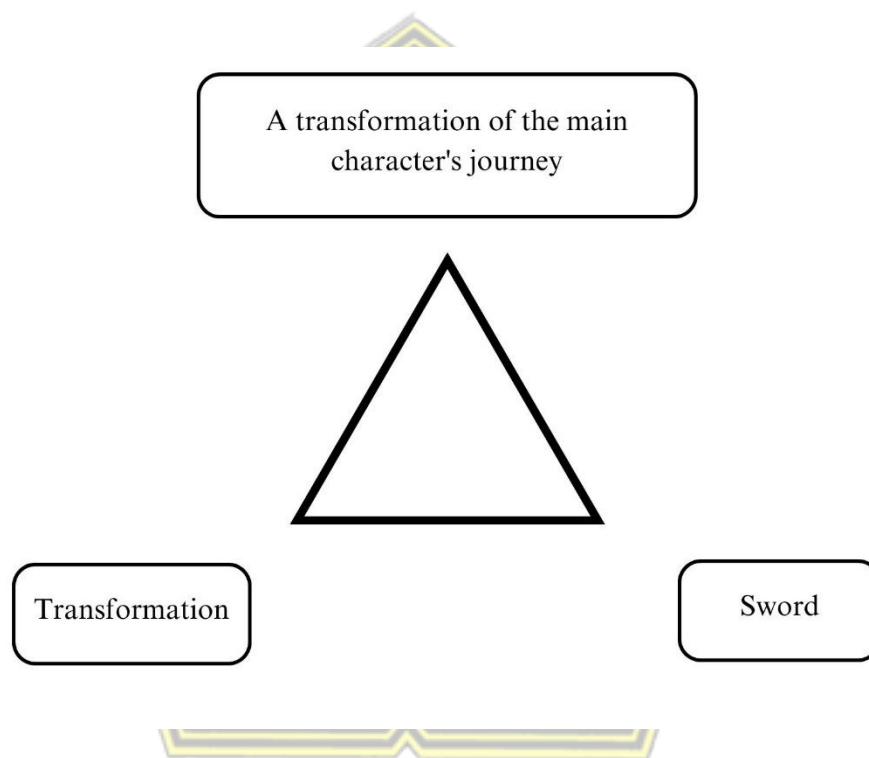 A transformation of the main
character's journey
Transformation
Sword